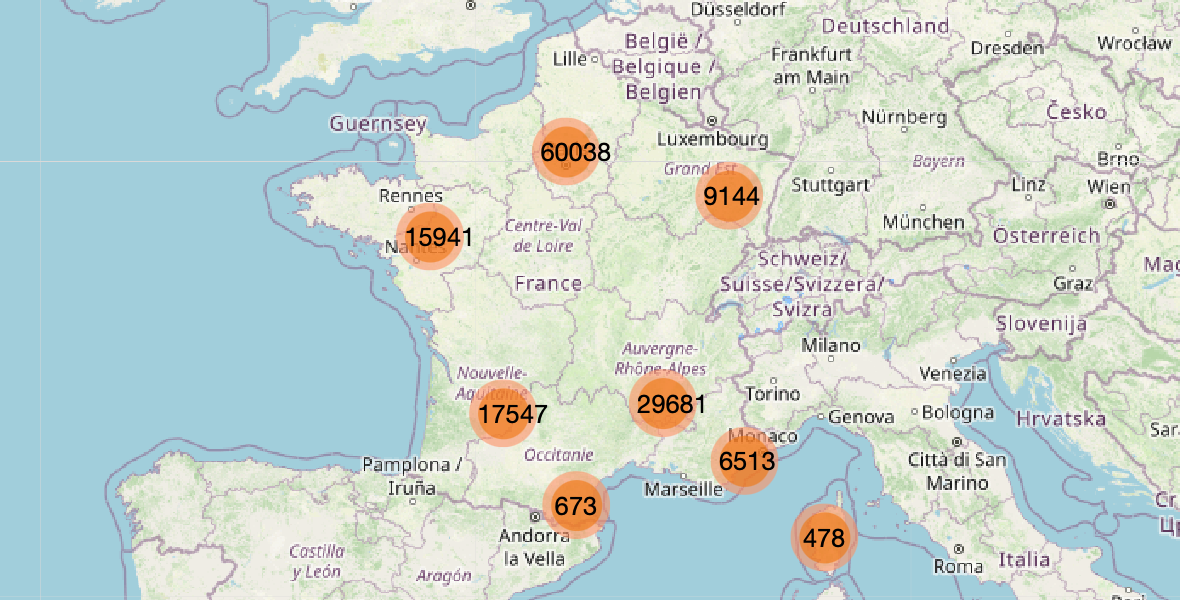 Düsseldorf
Deutschland
België /
Belgique /
Belgien
Lille
Dresden
Wrocław
Frankfurt
am Main
Guernsey
Luxembourg
Nürnberg
Česko
60038
Grand Est
Bayern
Brno
Rennes
9144
Stuttgart
Linz
Wien
München
15941
Nantes
Centre-Val
de Loire
Österreich
Schweiz/
Suisse/Svizzera/
Svizra
France
Graz
Slovenija
Milano
Auvergne-
Rhône-Alpes
Venezia
Nouvelle-
Aquitaine
Torino
17547
29681
Genova
Bologna
Hrvatska
Monaco
Occitanie
6513
Pamplona /
Iruña
Marseille
Città di San
Marino
673
Andorra
la Vella
478
Castilla
y León
Aragón
Roma
Italia